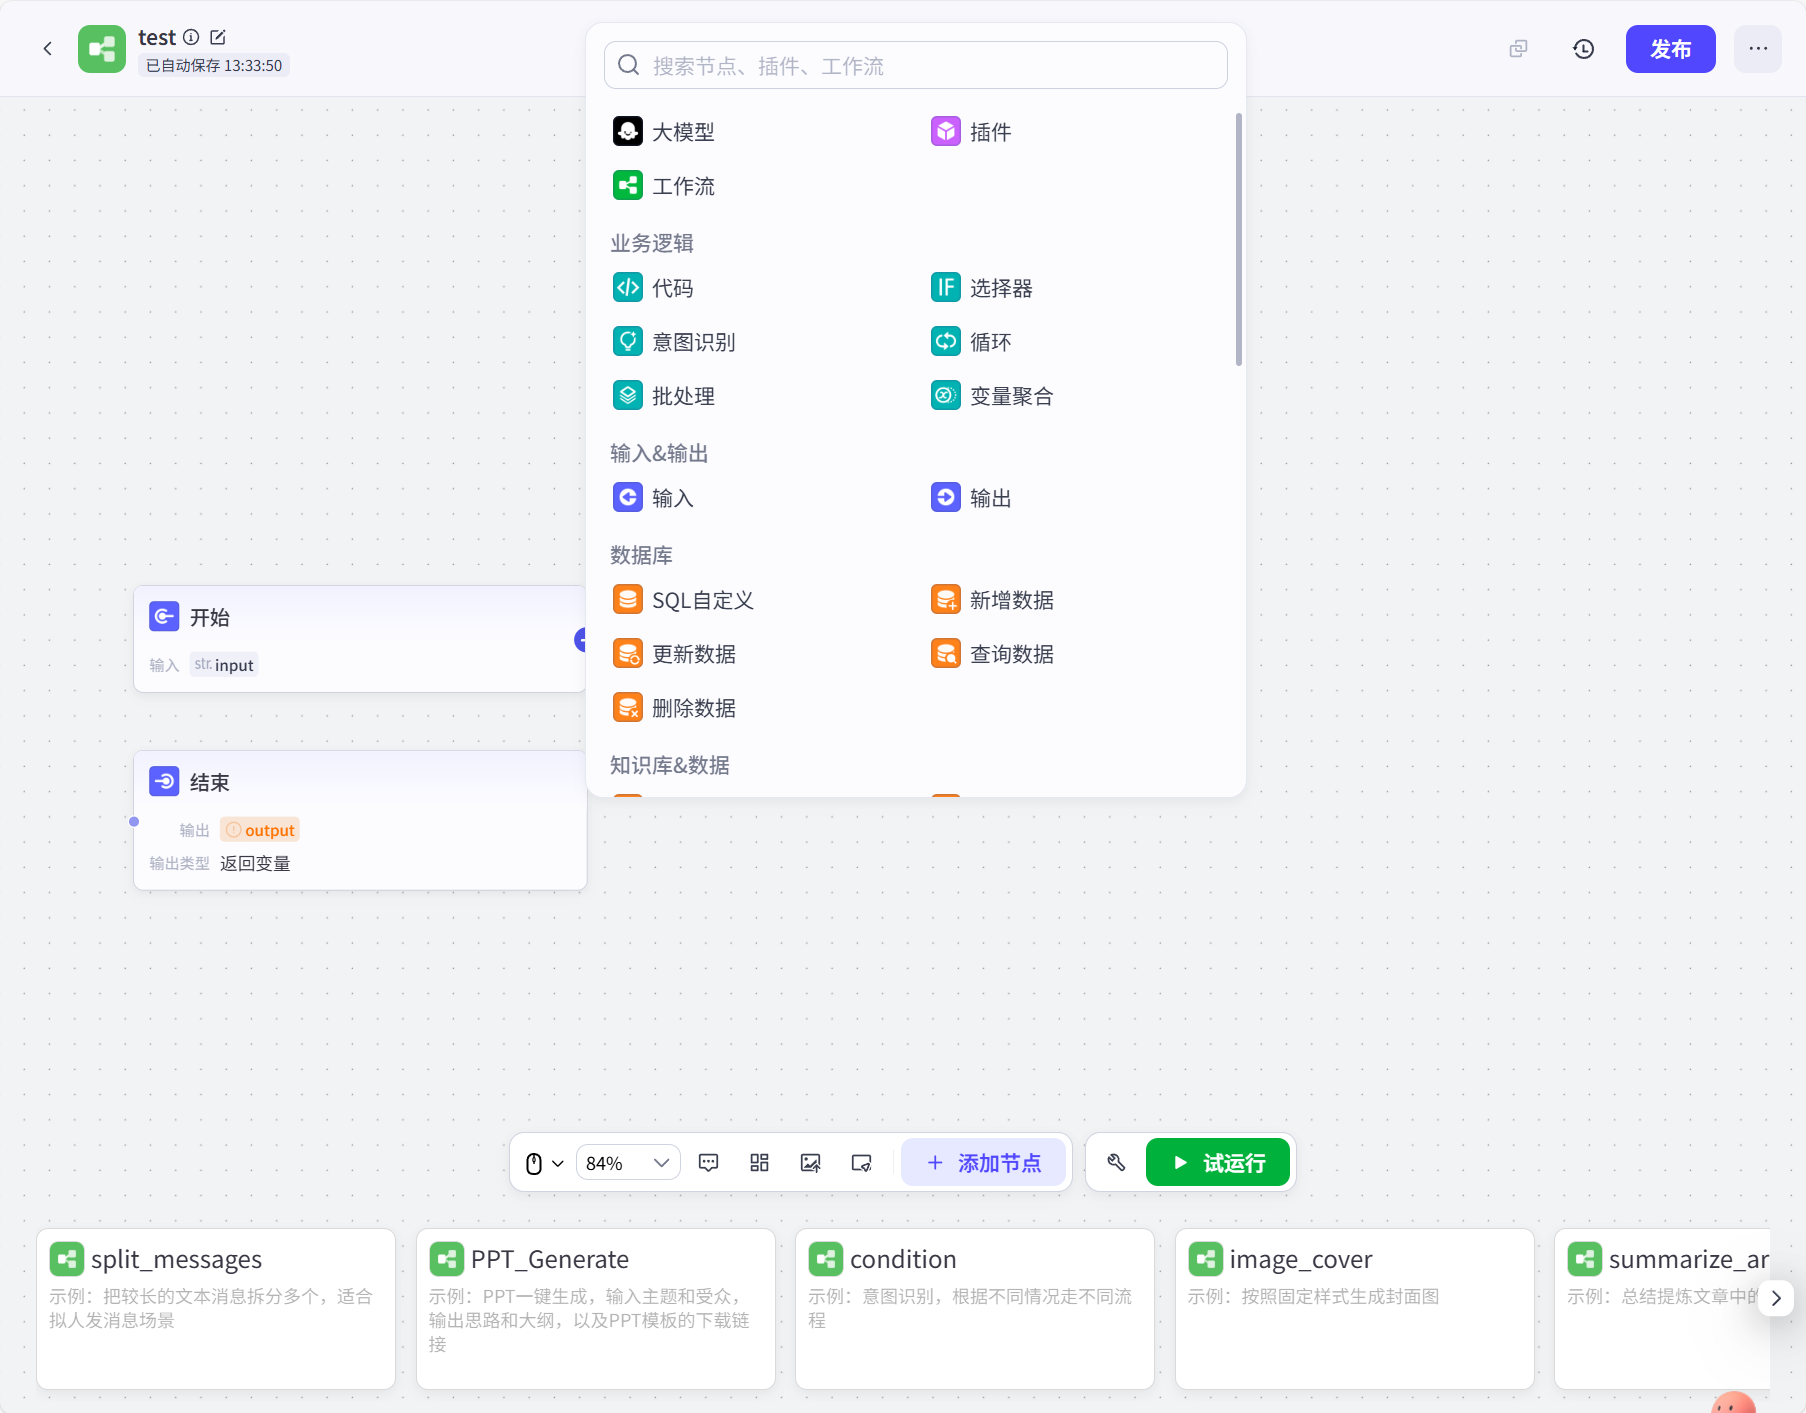 test
已自动保存 13:33:50
发布
搜索节点、插件、工作流
大模型
插件
工作流
业务逻辑
代码
IF
选择器
意图识别
循环
批处理
变量聚合
输入&输出
输入
输出
数据库
SQL自定义
新增数据
更新数据
查询数据
删除数据
知识库&数据
开始
输入 str. input
结束
输出 output
输出类型 返回变量
84%
添加节点
试运行
split_messages
示例：把较长的文本消息拆分多个，适合
拟人发消息场景
PPT_Generate
示例：PPT一键生成，输入主题和受众，
输出思路和大纲，以及PPT模板的下载链
接
condition
示例：意图识别，根据不同情况走不同流
程
image_cover
示例：按照固定样式生成封面图
summarize_ar
示例：总结提炼文章中的